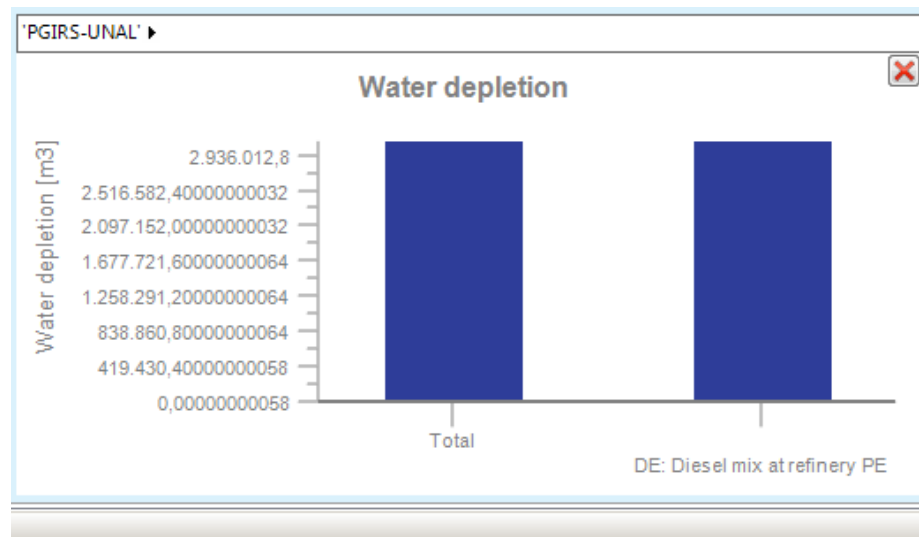 'PGIRS-UNAL'
Water depletion
Water depletion [m3]
2.936.012,8
2.516.582,40000000032
2.097.152,00000000032
1.677.721,60000000064
1.258.291,20000000064
838.860,80000000064
419.430,40000000058
0,00000000058
Total
DE: Diesel mix at refinery PE